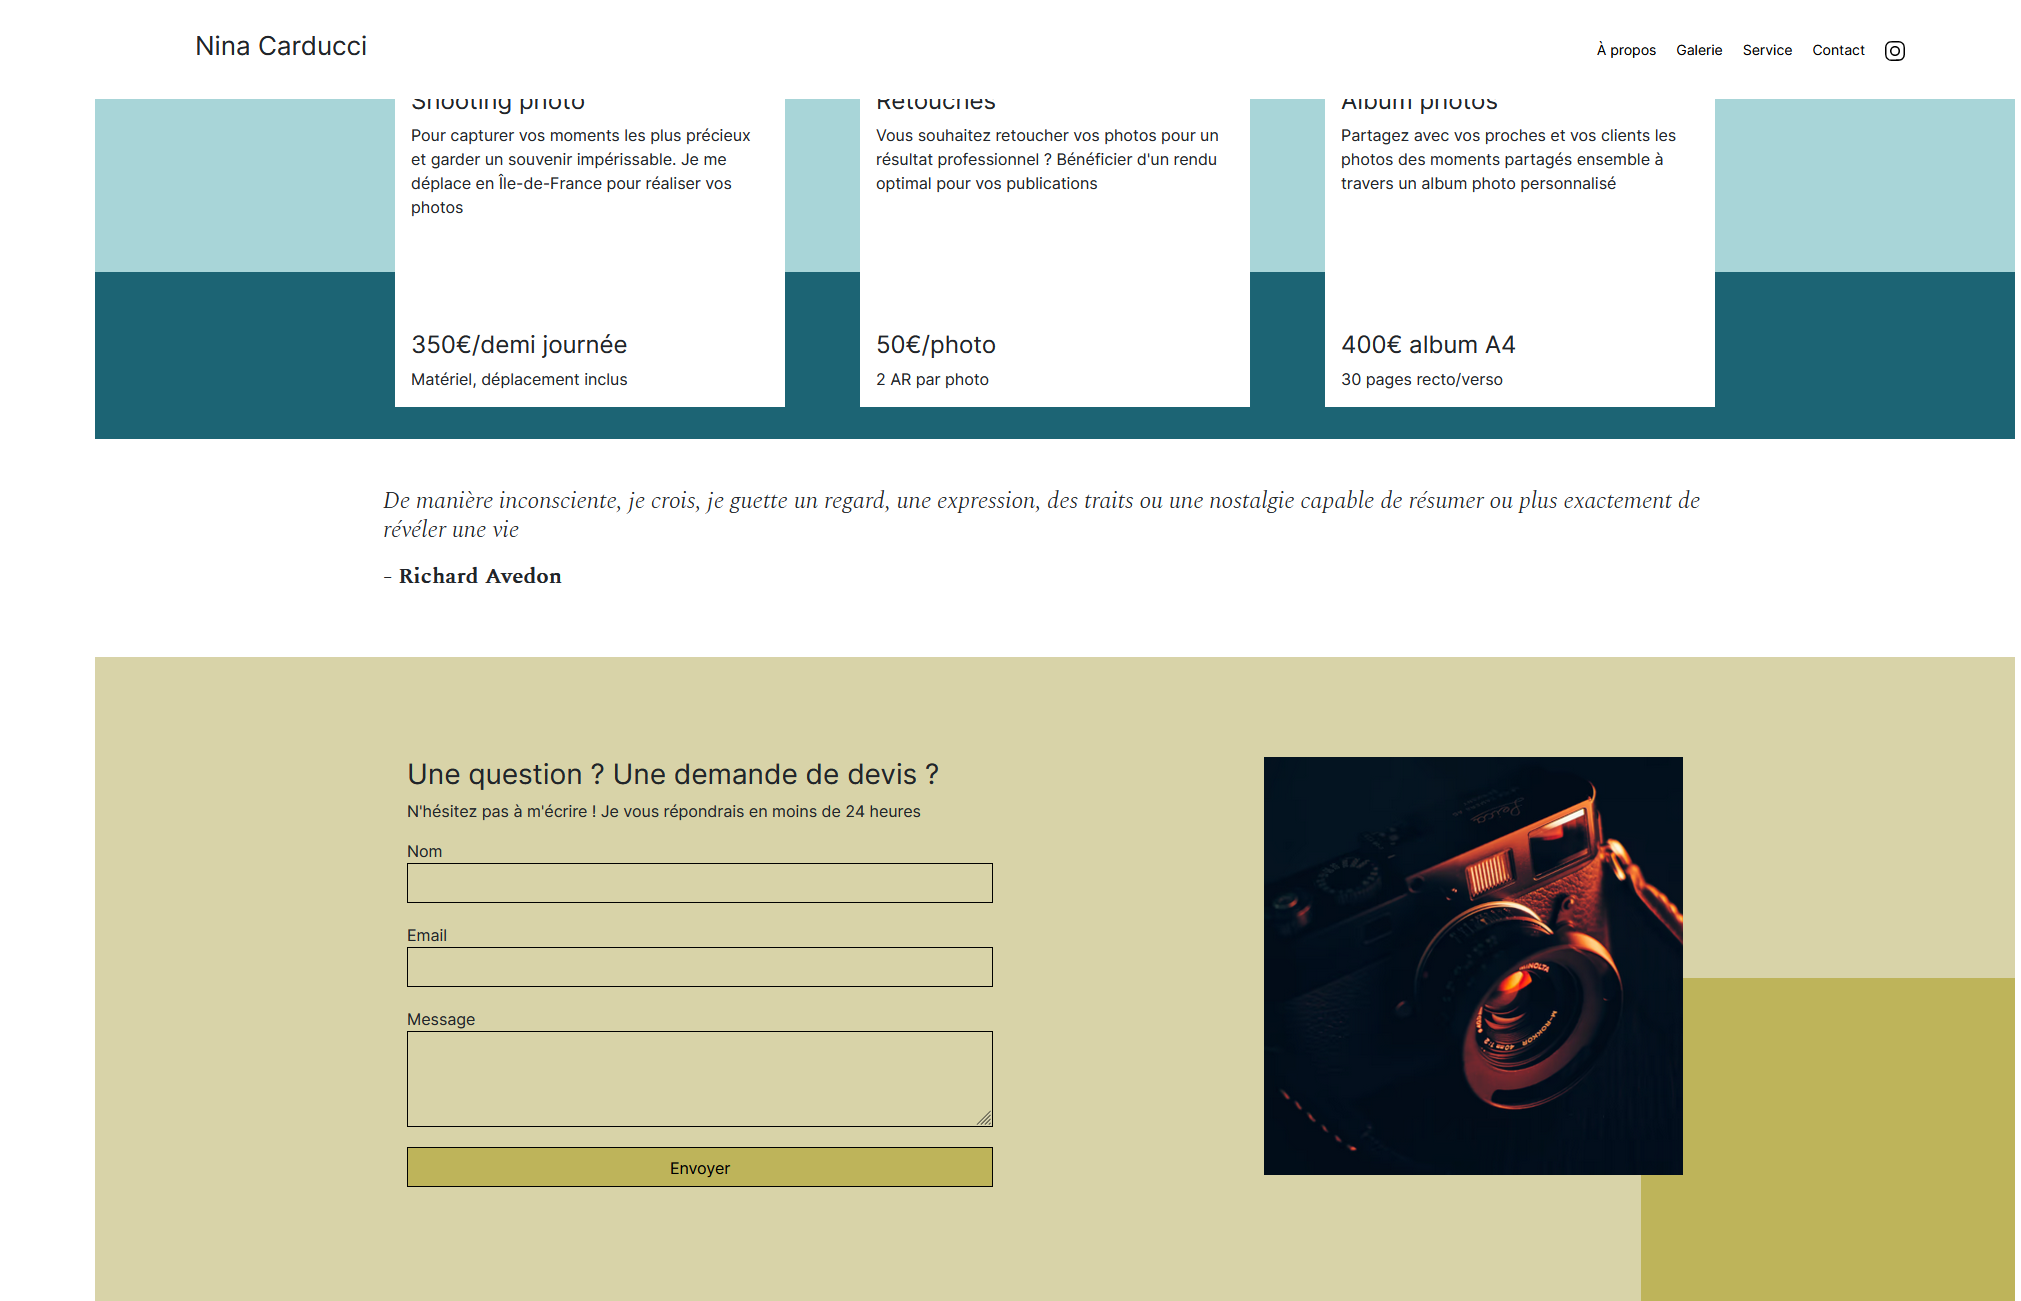 Nina Carducci
À propos Galerie Service Contact
Shooting photo
Pour capturer vos moments les plus précieux
et garder un souvenir impérissable. Je me
déplace en Île-de-France pour réaliser vos
photos
350€/demi journée
Matériel, déplacement inclus
Retouches
Vous souhaitez retoucher vos photos pour un
résultat professionnel ? Bénéficier d'un rendu
optimal pour vos publications
50€/photo
2 AR par photo
Album photos
Partagez avec vos proches et vos clients les
photos des moments partagés ensemble à
travers un album photo personnalisé
400€ album A4
30 pages recto/verso
De manière inconsciente, je crois, je guette un regard, une expression, des traits ou une nostalgie capable de résumer ou plus exactement de
révéler une vie
- Richard Avedon
Une question ? Une demande de devis ?
N'hésitez pas à m'écrire ! Je vous répondrais en moins de 24 heures
Nom
Email
Message
Envoyer
Leica
MINOLTA
M-ROKKOR 40mm f:2